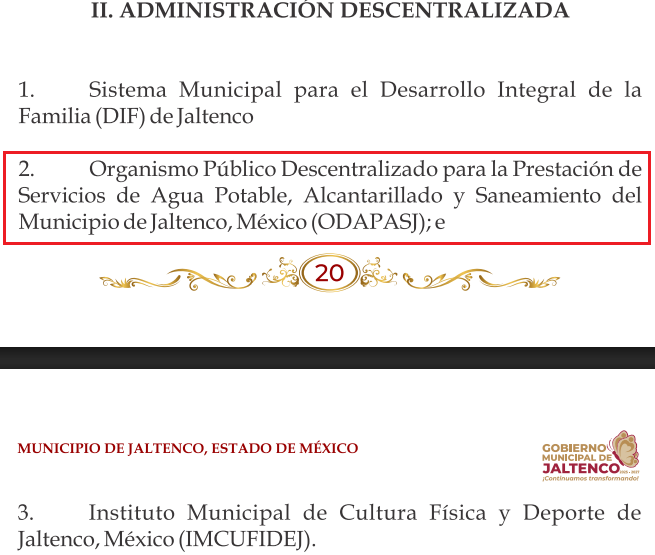 II. ADMINISTRACIÓN DESCENTRALIZADA
1. Sistema Municipal para el Desarrollo Integral de la
Familia (DIF) de Jaltenco
2. Organismo Público Descentralizado para la Prestación de
Servicios de Agua Potable, Alcantarillado y Saneamiento del
Municipio de Jaltenco, México (ODAPASJ); e
20
MUNICIPIO DE JALTENCO, ESTADO DE MÉXICO
GOBIERNO
MUNICIPAL DE
JALTENCO
¡Continuamos transformando!
3. Instituto Municipal de Cultura Física y Deporte de
Jaltenco, México (IMCUFIDEJ).